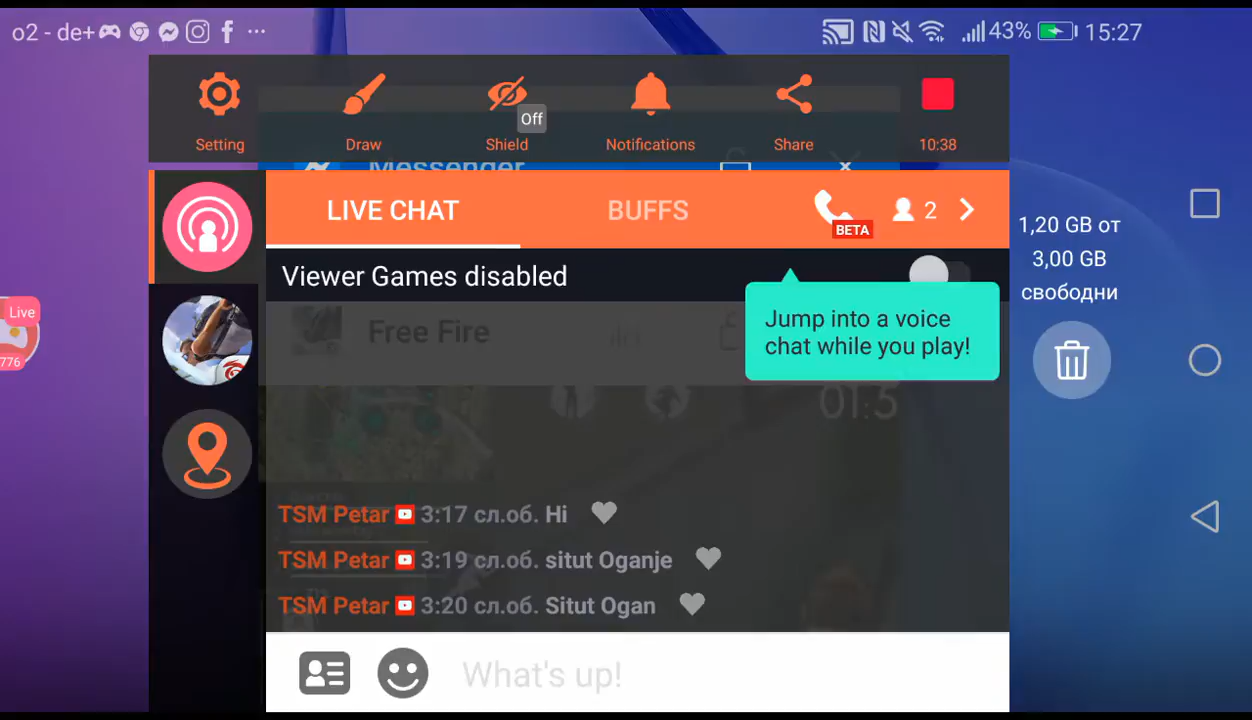 o2 - de+ ... 43% 15:27
Off
Setting Draw Shield Notifications Share 10:38
Messenger
LIVE CHAT BUFFS BETA 2
Viewer Games disabled
Jump into a voice
chat while you play!
1,20 GB от
3,00 GB
свободни
Live
776
Free Fire
01:5
TSM Petar 3:17 сл.об. Hi
TSM Petar 3:19 сл.об. situt Oganje
TSM Petar 3:20 сл.об. Situt Ogan
What's up!